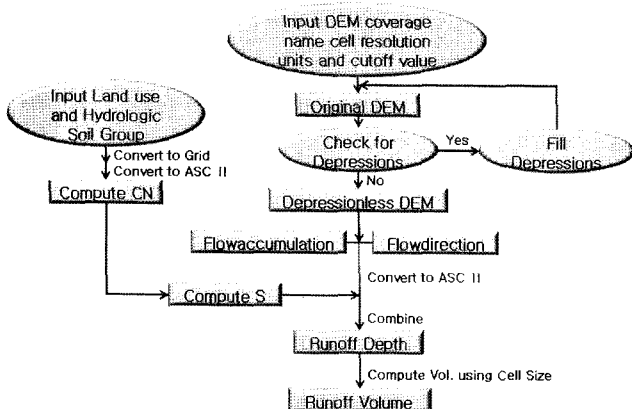 Input DEM coverage
name cell resolution
units and cutoff value
Original DEM
Check for
Depressions
Yes
Fill
Depressions
No
Depressionless DEM
Flowaccumulation
Flowdirection
Input Land use
and Hydrologic
Soil Group
Convert to Grid
Convert to ASC II
Compute CN
Compute S
Convert to ASC II
Combine
Runoff Depth
Compute Vol. using Cell Size
Runoff Volume